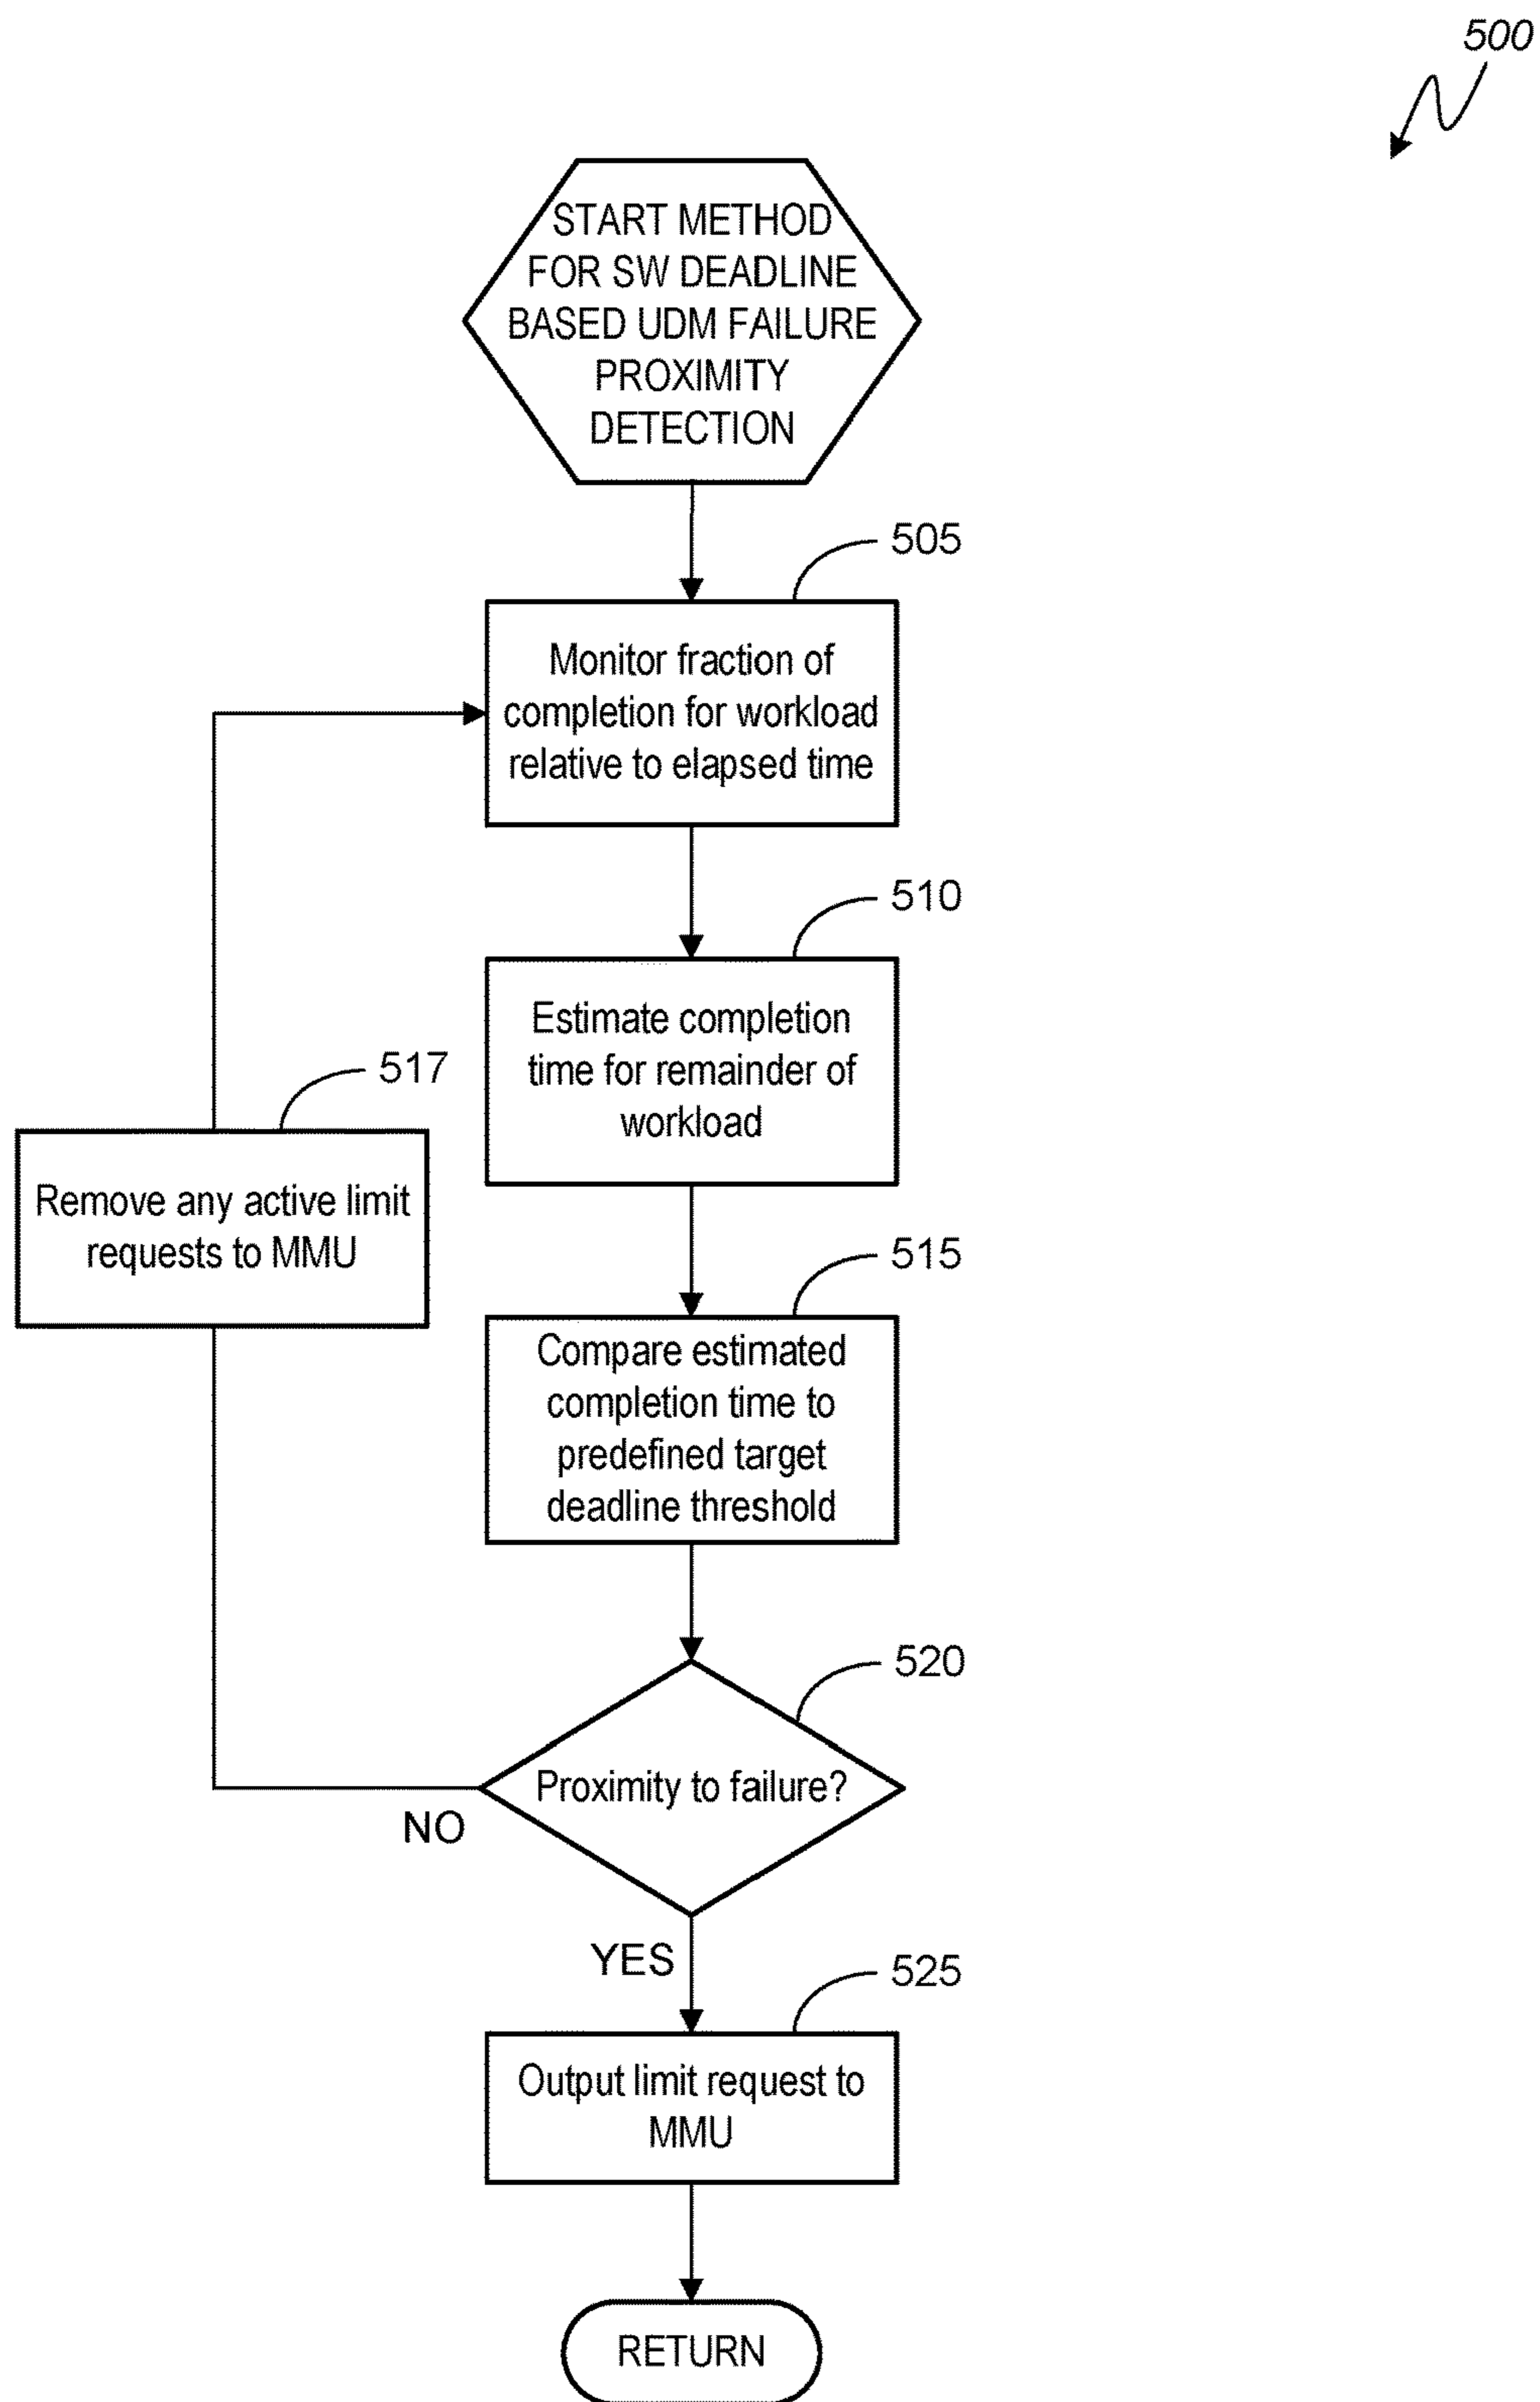 500
START METHOD
FOR SW DEADLINE
BASED UDM FAILURE
PROXIMITY
DETECTION
505
Monitor fraction of
completion for workload
relative to elapsed time
510
Estimate completion
time for remainder of
workload
517
Remove any active limit
requests to MMU
515
Compare estimated
completion time to
predefined target
deadline threshold
520
Proximity to failure?
NO
YES
525
Output limit request to
MMU
RETURN